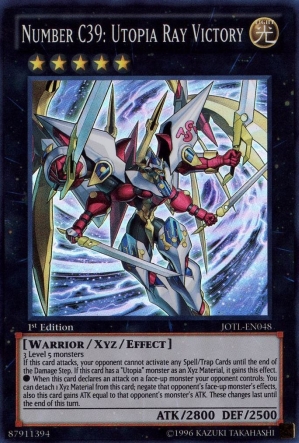 NUMBER C39: UTOPIA RAY VICTORY
LIGHT
光
39
1st Edition
JOTL-EN048
[WARRIOR / XYZ / EFFECT]
3 Level 5 monsters
If this card attacks, your opponent cannot activate any Spell/Trap Cards until the end of
the Damage Step. If this card has a "Utopia" monster as an Xyz Material, it gains this effect.
● When this card declares an attack on a face-up monster your opponent controls: You
can detach 1 Xyz Material from this card; negate that opponent's face-up monster's effects,
also this card gains ATK equal to that opponent's monster's ATK. These changes last until
the end of this turn.
ATK/2800 DEF/2500
87911394
©1996 KAZUKI TAKAHASHI